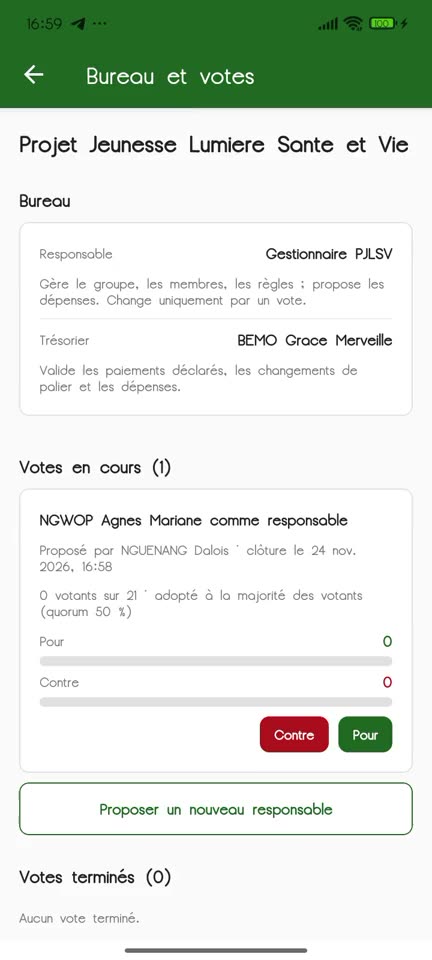 16:59
100
Bureau et votes
Projet Jeunesse Lumiere Sante et Vie
Bureau
Responsable Gestionnaire PJLSV
Gère le groupe, les membres, les règles ; propose les
dépenses. Change uniquement par un vote.
Trésorier BEMO Grace Merveille
Valide les paiements déclarés, les changements de
palier et les dépenses.
Votes en cours (1)
NGWOP Agnes Mariane comme responsable
Proposé par NGUENANG Dalois · clôture le 24 nov.
2026, 16:58
0 votants sur 21 · adopté à la majorité des votants
(quorum 50 %)
Pour 0
Contre 0
Contre Pour
Proposer un nouveau responsable
Votes terminés (0)
Aucun vote terminé.